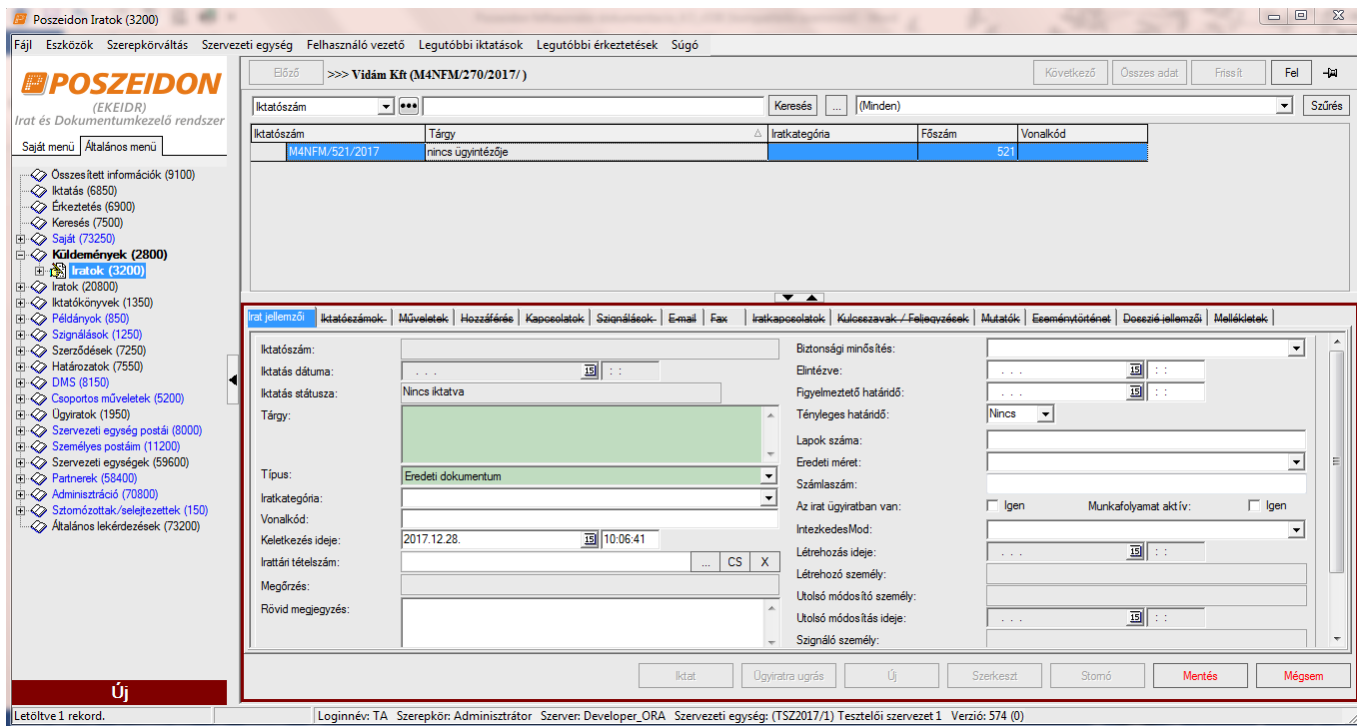 Poszeidon Iratok (3200)
Fájl Eszközök Szerepkörváltás Szervezeti egység Felhasználó vezető Legutóbbi iktatások Legutóbbi érkeztetések Súgó
POSZEIDON
(EKEIDR)
Irat és Dokumentumkezelő rendszer
Saját menü Általános menü
Összesített információk (9100)
Iktatás (6850)
Érkeztetés (6900)
Keresés (7500)
Saját (73250)
Küldemények (2800)
Iratok (3200)
Iratok (20800)
Iktatókönyvek (1350)
Példányok (850)
Szignálások (1250)
Szerződések (7250)
Határozatok (7550)
DMS (8150)
Csoportos műveletek (5200)
Ügyiratok (1950)
Szervezeti egység postái (8000)
Személyes postáim (11200)
Szervezeti egységek (59600)
Partnerek (58400)
Adminisztráció (70800)
Sztornózottak/selejtezettek (150)
Általános lekérdezések (73200)
Új
Előző >>> Vidám Kft (M4NFM/270/2017/ ) Következő Összes adat Frissít Fel
Iktatószám Keresés ... (Minden) Szűrés
Iktatószám Tárgy Iratkategória Főszám Vonalkód
M4NFM/521/2017 nincs ügyintézője 521
Irat jellemzői Iktatószámok Műveletek Hozzáférés Kapcsolatok Szignálások E-mail Fax Iratkapcsolatok Kulcsszavak / Feljegyzések Mutatók Eseménytörténet Dosszié jellemzői Mellékletek
Iktatószám:
Iktatás dátuma: . . . 15 : :
Iktatás státusza: Nincs iktatva
Tárgy:
Típus: Eredeti dokumentum
Iratkategória:
Vonalkód:
Keletkezés ideje: 2017.12.28. 15 10:06:41
Irattári tételszám: ... CS X
Megőrzés:
Rövid megjegyzés:
Biztonsági minősítés:
Elintézve: . . . 15 : :
Figyelmeztető határidő: . . . 15 : :
Tényleges határidő: Nincs
Lapok száma:
Eredeti méret:
Számlaszám:
Az irat ügyiratban van: Igen Munkafolyamat aktív: Igen
IntezkedesMod:
Létrehozás ideje: . . . 15 : :
Létrehozó személy:
Utolsó módosító személy:
Utolsó módosítás ideje: . . . 15 : :
Szignáló személy:
Iktat Ügyiratra ugrás Új Szerkeszt Stornó Mentés Mégsem
Letöltve 1 rekord. Loginnév: TA Szerepkör: Adminisztrátor Szerver: Developer_ORA Szervezeti egység: (TSZ2017/1) Tesztelői szervezet 1 Verzió: 574 (0)